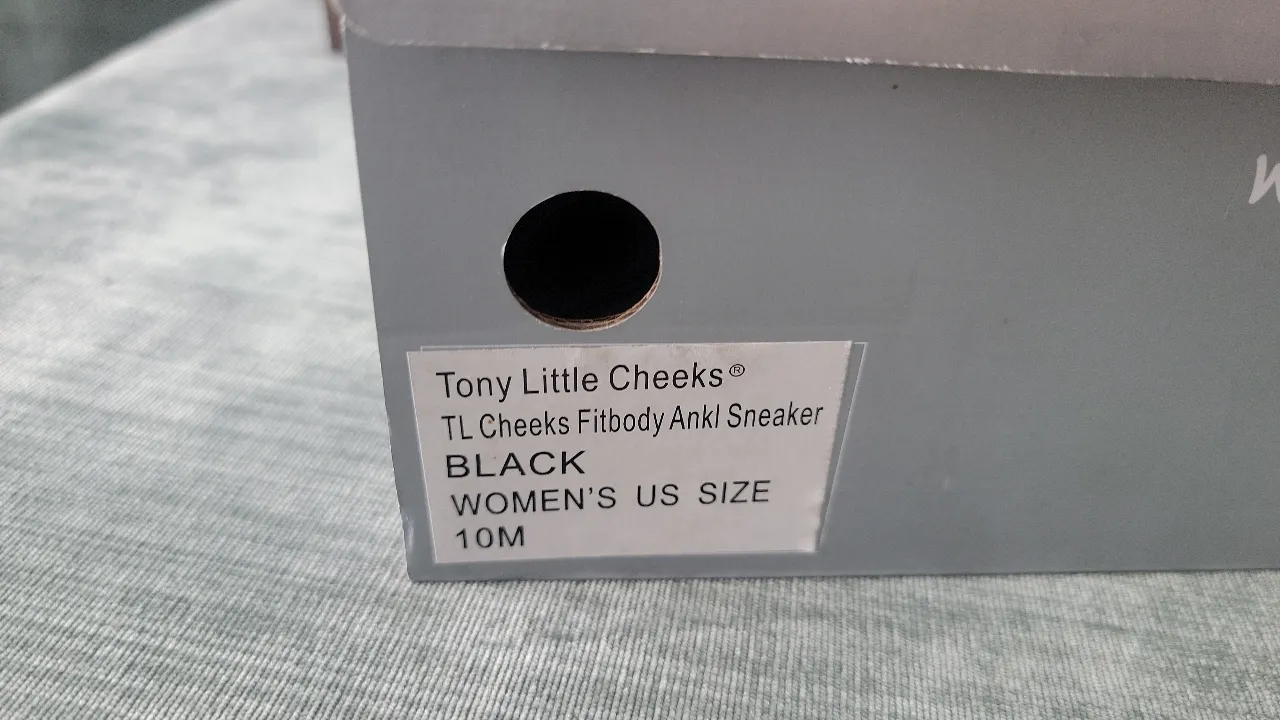 Tony Little Cheeks®
TL Cheeks Fitbody Ankl Sneaker
BLACK
WOMEN'S US SIZE
10M